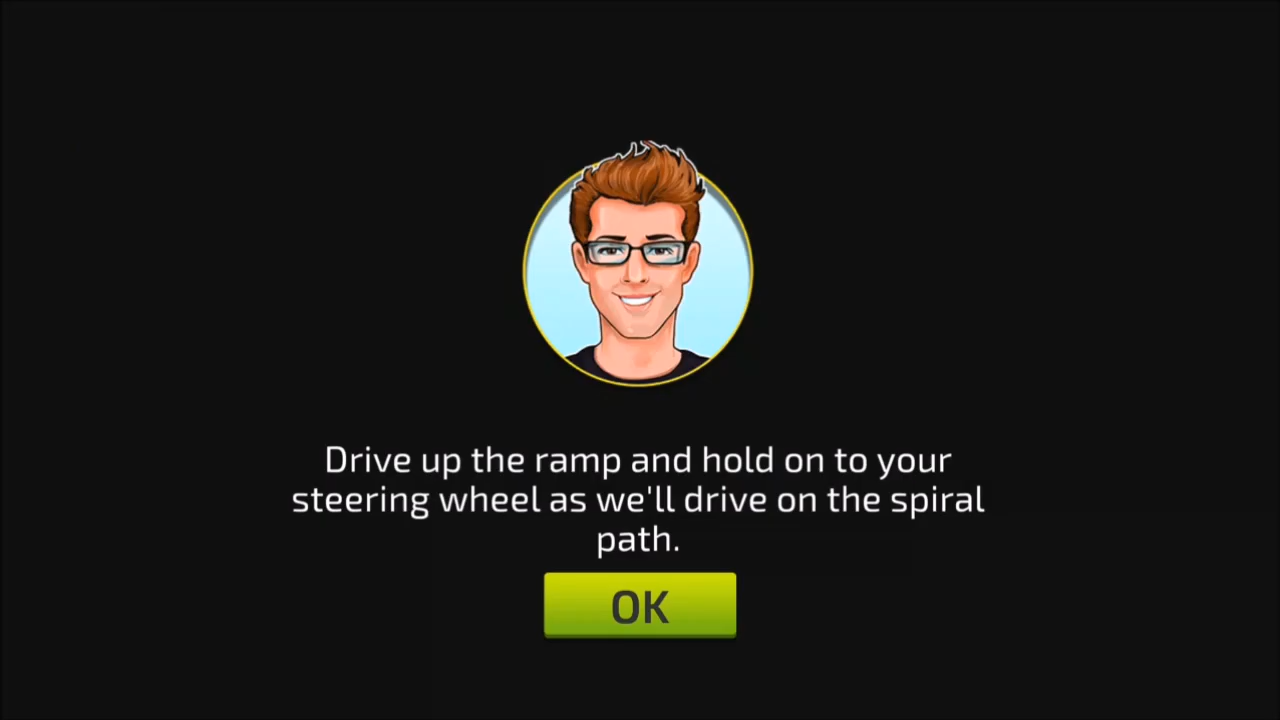 Drive up the ramp and hold on to your
steering wheel as we'll drive on the spiral
path.
OK